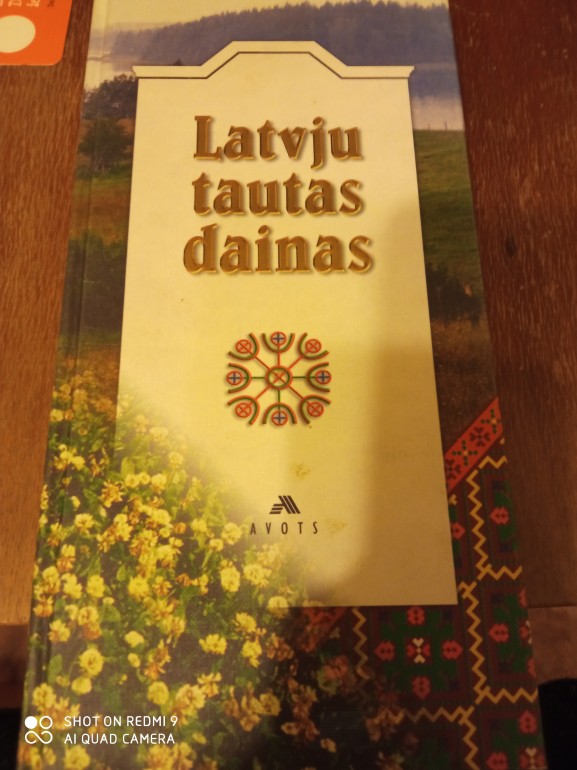 Latvju
tautas
dainas
AVOTS
SHOT ON REDMI 9
AI QUAD CAMERA